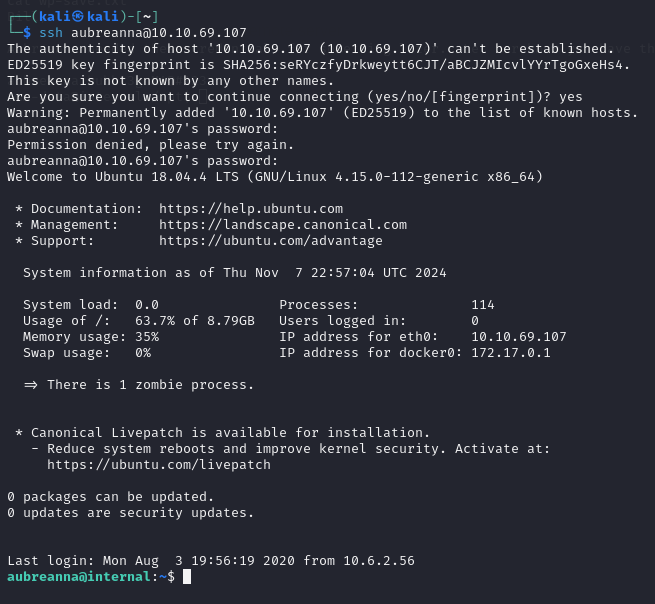 ┌──(kali㉿kali)-[~]
└─$ ssh aubreanna@10.10.69.107
The authenticity of host '10.10.69.107 (10.10.69.107)' can't be established.
ED25519 key fingerprint is SHA256:seRYczfyDrkweytt6CJT/aBCJZMIcvlYYrTgoGxeHs4.
This key is not known by any other names.
Are you sure you want to continue connecting (yes/no/[fingerprint])? yes
Warning: Permanently added '10.10.69.107' (ED25519) to the list of known hosts.
aubreanna@10.10.69.107's password:
Permission denied, please try again.
aubreanna@10.10.69.107's password:
Welcome to Ubuntu 18.04.4 LTS (GNU/Linux 4.15.0-112-generic x86_64)
* Documentation:  https://help.ubuntu.com
* Management:     https://landscape.canonical.com
* Support:        https://ubuntu.com/advantage
System information as of Thu Nov  7 22:57:04 UTC 2024
System load:  0.0               Processes:              114
Usage of /:   63.7% of 8.79GB   Users logged in:        0
Memory usage: 35%               IP address for eth0:    10.10.69.107
Swap usage:   0%                IP address for docker0: 172.17.0.1
=> There is 1 zombie process.
* Canonical Livepatch is available for installation.
- Reduce system reboots and improve kernel security. Activate at:
https://ubuntu.com/livepatch
0 packages can be updated.
0 updates are security updates.
Last login: Mon Aug  3 19:56:19 2020 from 10.6.2.56
aubreanna@internal:~$